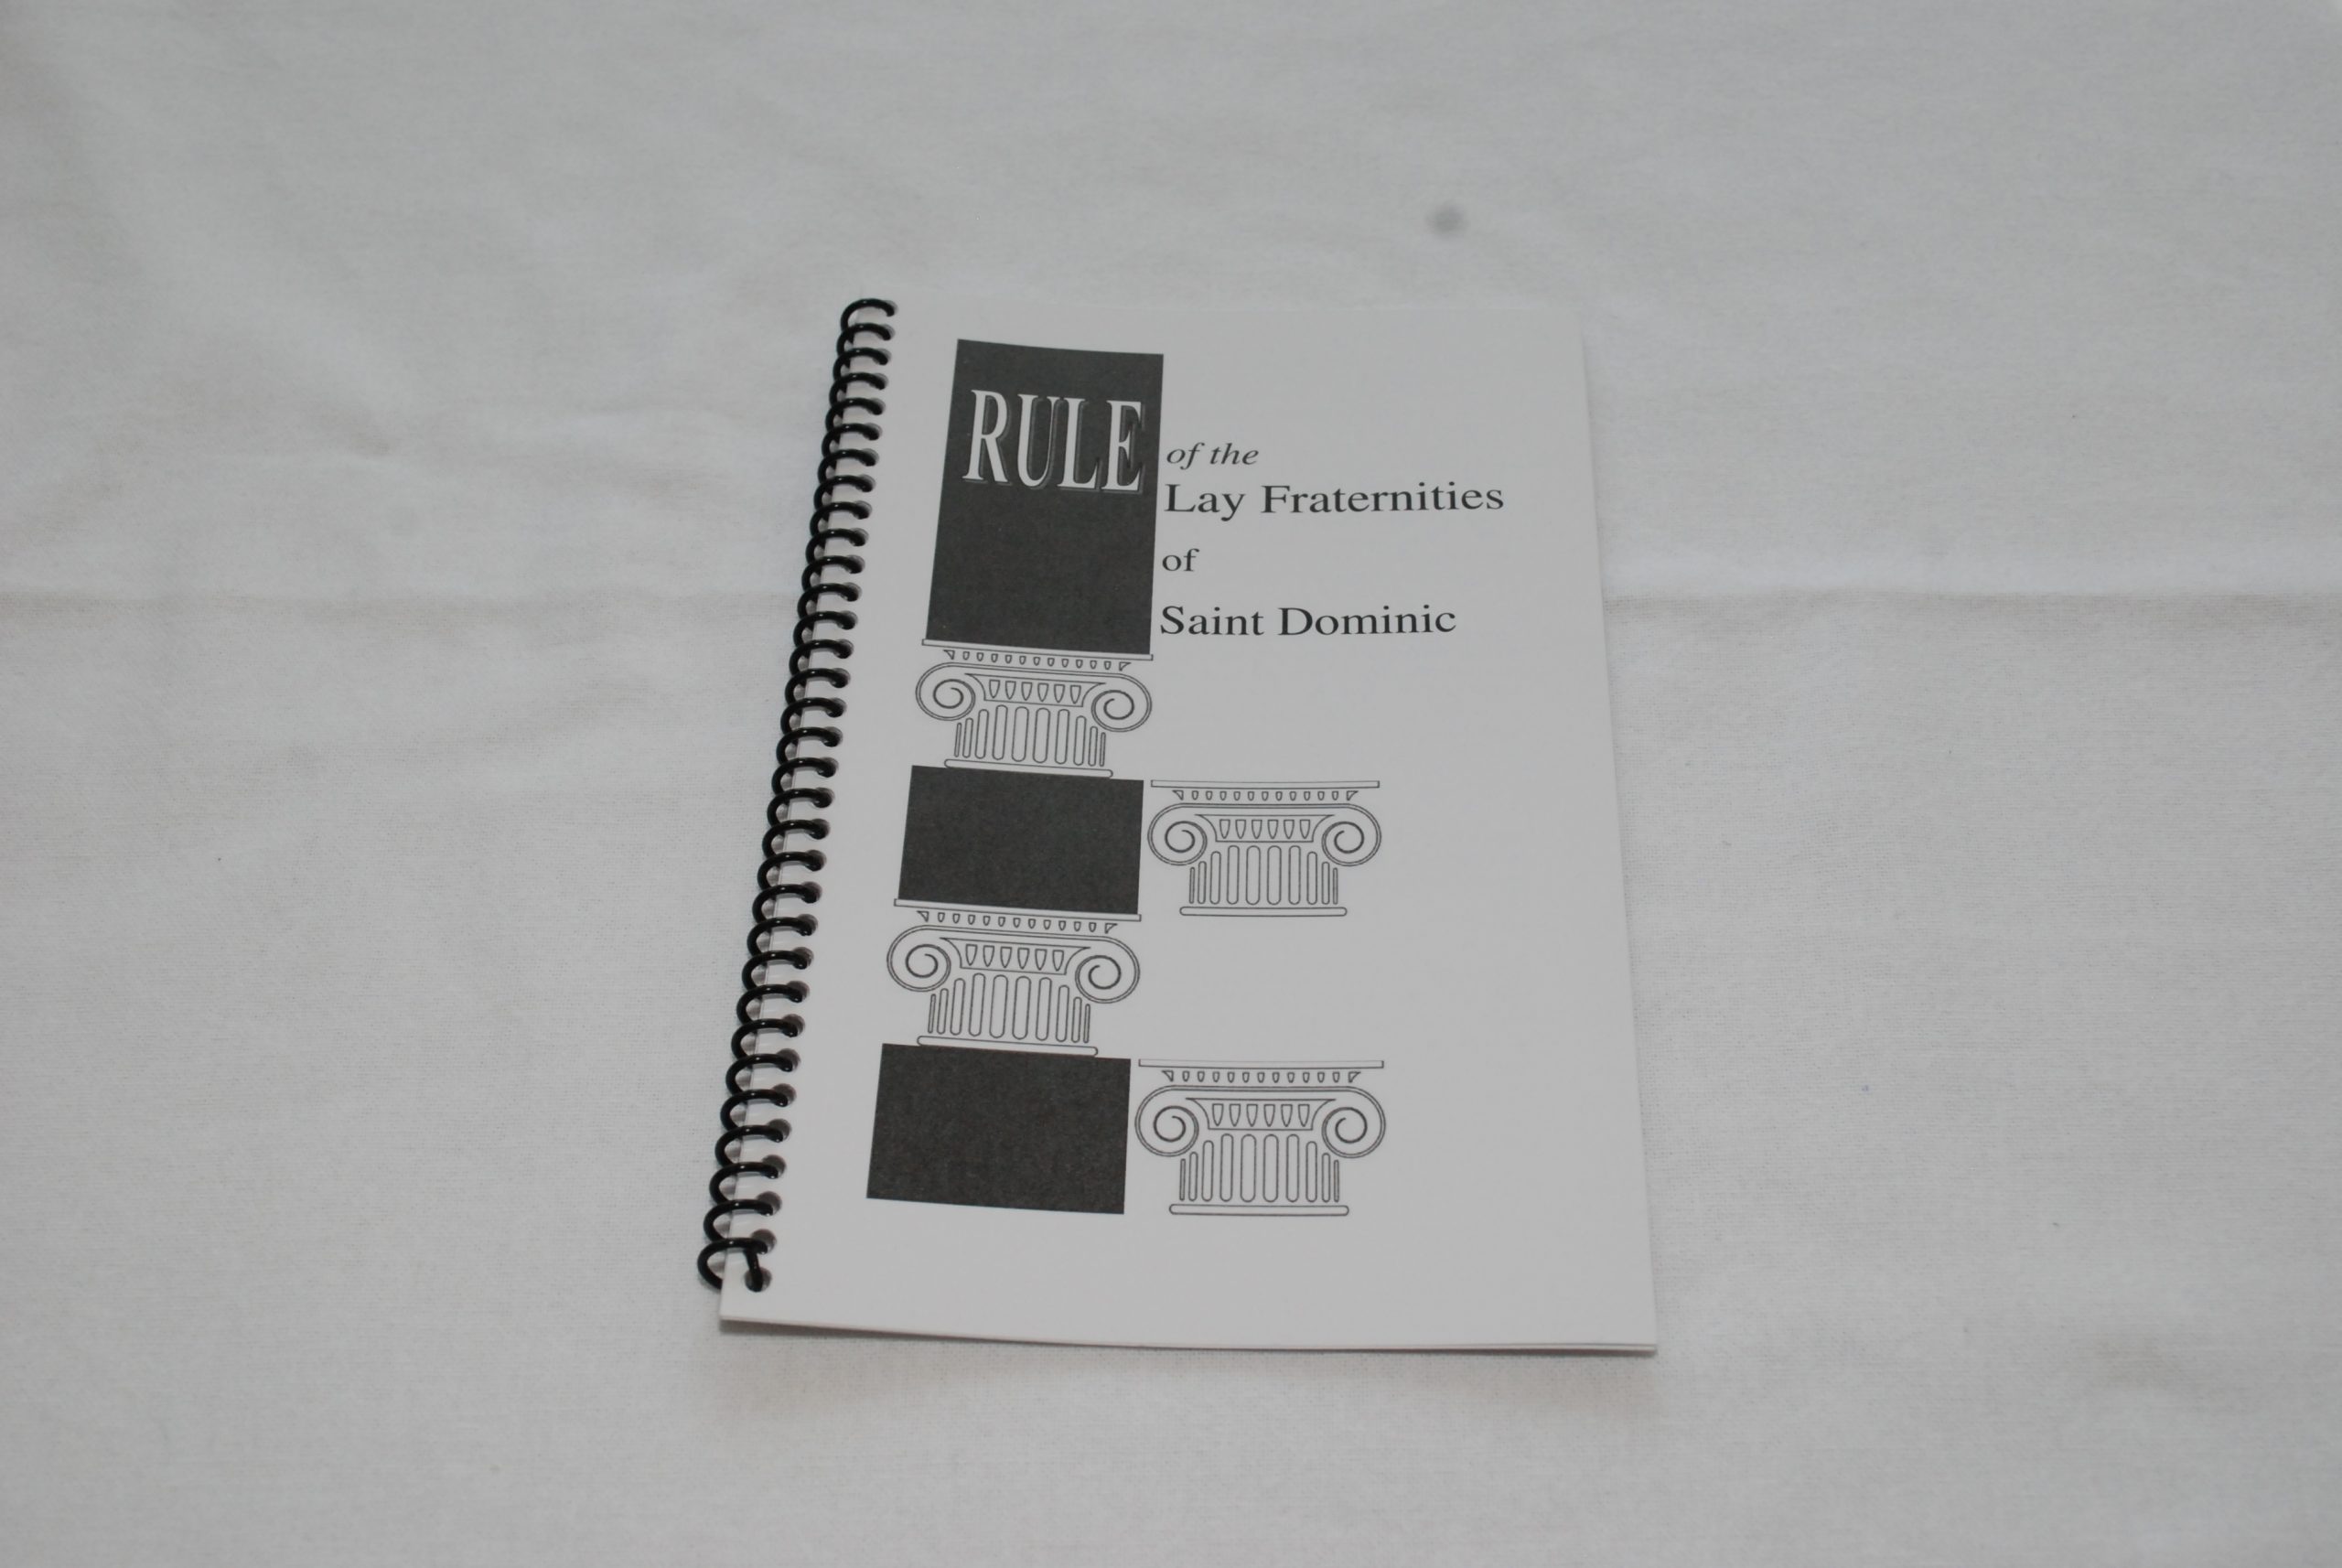 RULE
of the
Lay Fraternities
of
Saint Dominic